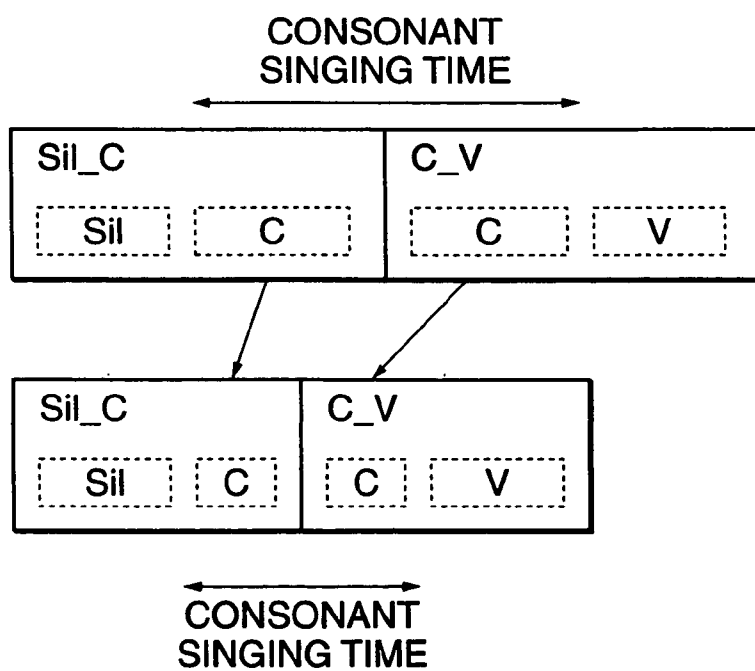 CONSONANT
SINGING TIME
Sil_C C_V
Sil C C V
Sil_C C_V
Sil C C V
CONSONANT
SINGING TIME